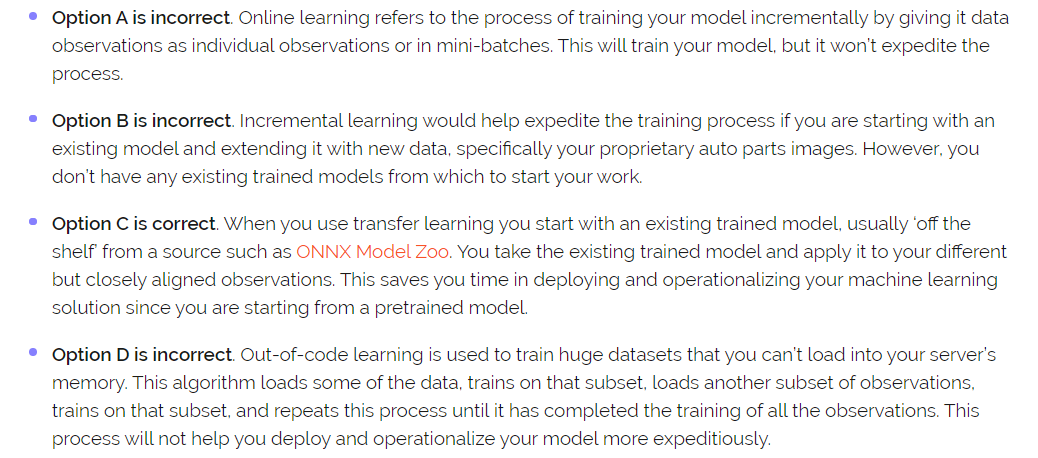 Option A is incorrect. Online learning refers to the process of training your model incrementally by giving it data
observations as individual observations or in mini-batches. This will train your model, but it won't expedite the
process.
Option B is incorrect. Incremental learning would help expedite the training process if you are starting with an
existing model and extending it with new data, specifically your proprietary auto parts images. However, you
don't have any existing trained models from which to start your work.
Option C is correct. When you use transfer learning you start with an existing trained model, usually 'off the
shelf' from a source such as ONNX Model Zoo. You take the existing trained model and apply it to your different
but closely aligned observations. This saves you time in deploying and operationalizing your machine learning
solution since you are starting from a pretrained model.
Option D is incorrect. Out-of-code learning is used to train huge datasets that you can't load into your server's
memory. This algorithm loads some of the data, trains on that subset, loads another subset of observations,
trains on that subset, and repeats this process until it has completed the training of all the observations. This
process will not help you deploy and operationalize your model more expeditiously.